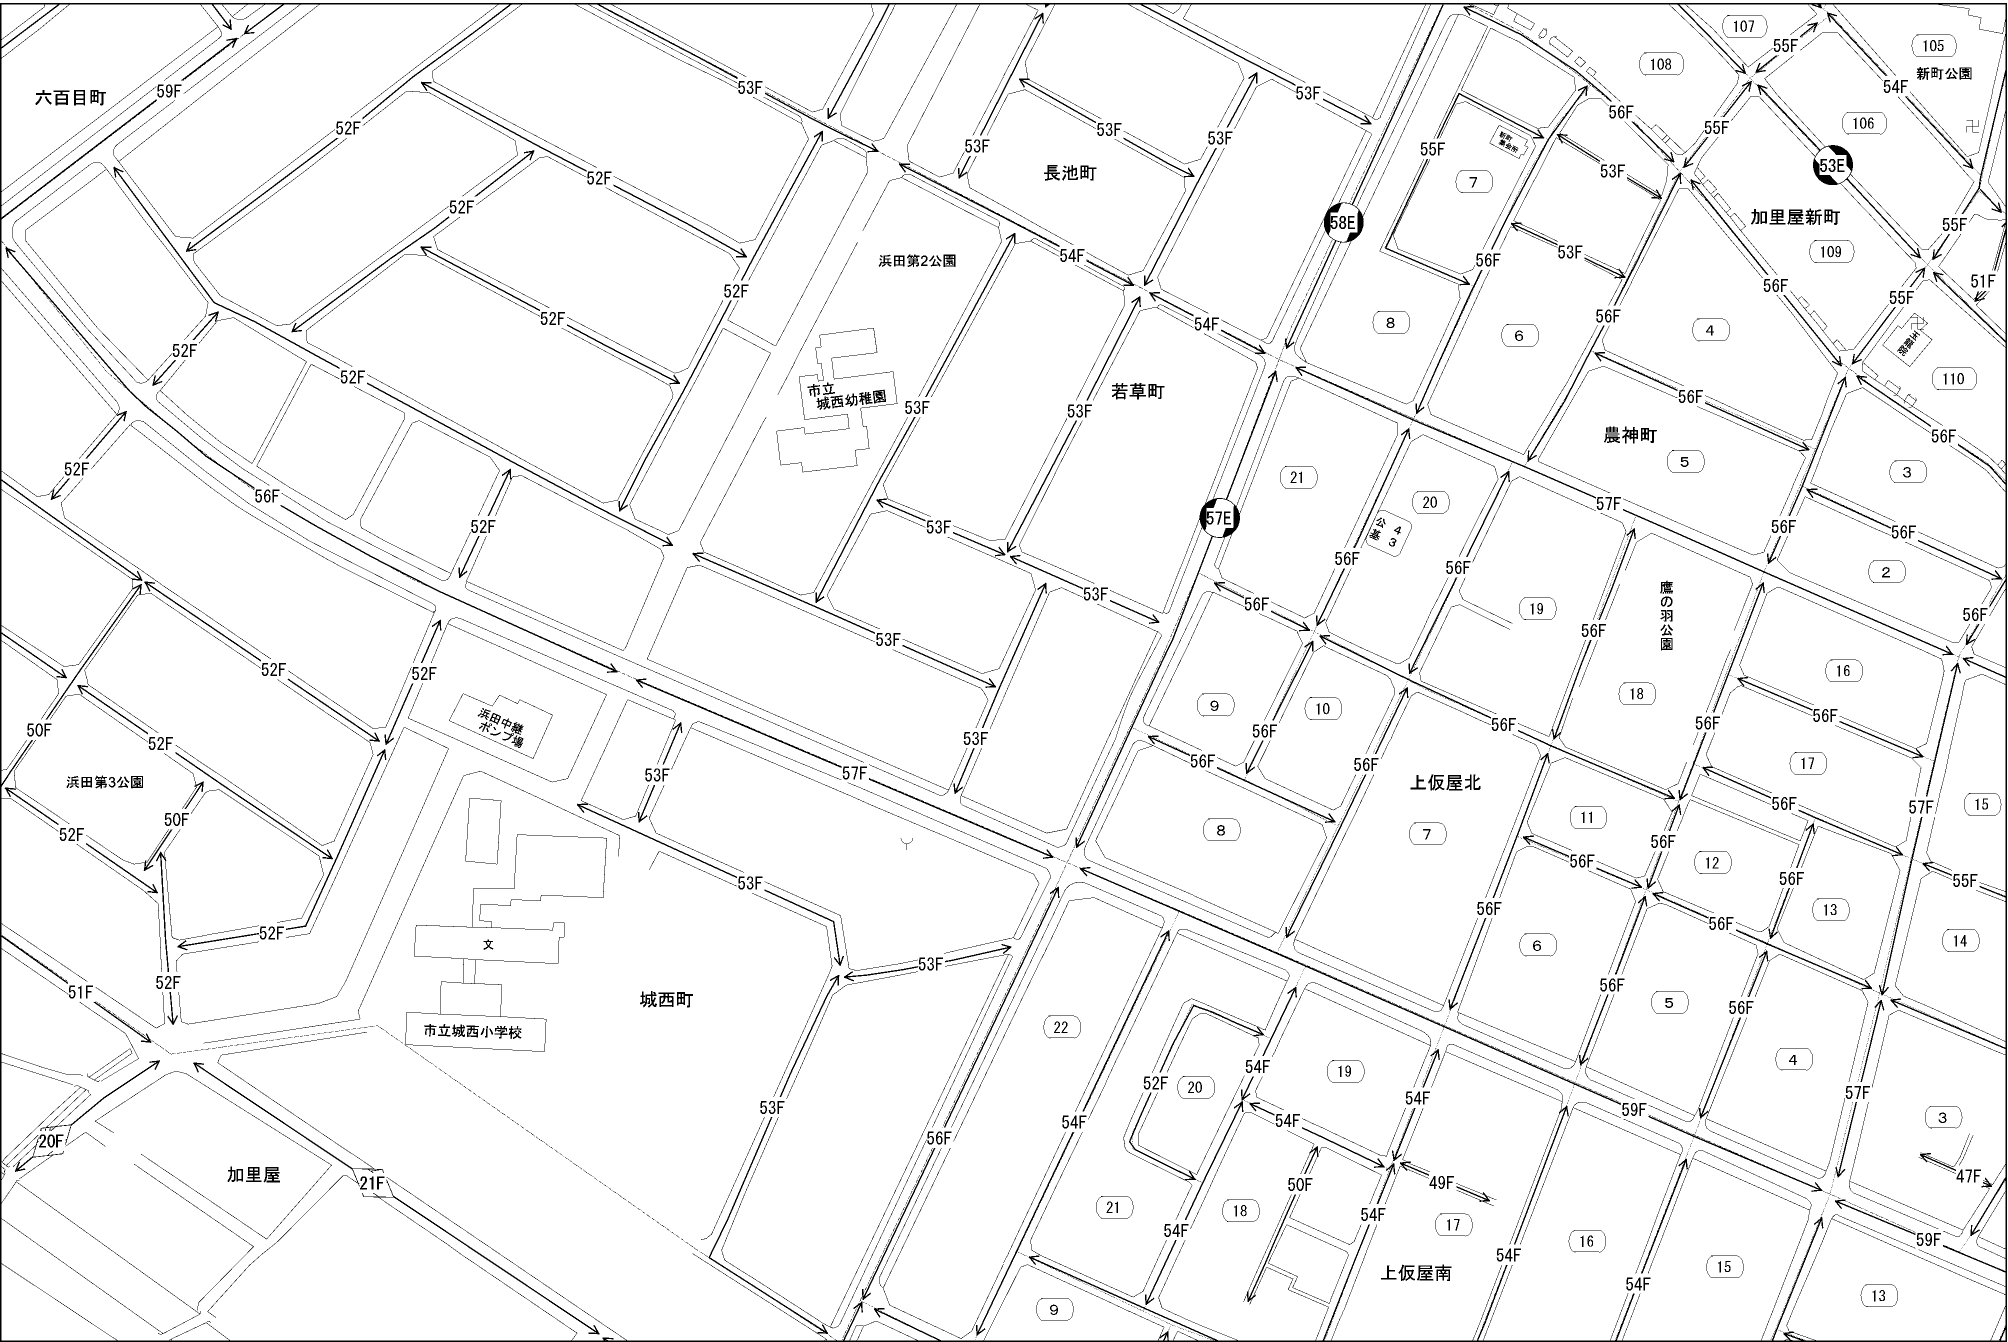 107
105
新町公園
55F
108
54F
六百目町
59F
53F
53F
56F
106
52F
53F
53F
55F
新町
集会所
53F
55F
53E
53F
長池町
7
53F
52F
52F
58E
加里屋新町
55F
浜田第2公園
54F
56F
53F
109
51F
52F
52F
56F
55F
52F
54F
8
6
56F
4
52F
52F
市立
城西幼稚園
若草町
56F
110
53F
53F
農神町
56F
5
3
52F
56F
21
20
57F
52F
53F
57E
公
基
4
3
56F
56F
56F
56F
2
52F
53F
56F
19
鷹の羽公園
56F
53F
56F
52F
52F
16
18
9
10
56F
56F
56F
50F
浜田中継
ポンプ場
52F
53F
56F
56F
17
浜田第3公園
53F
57F
56F
上仮屋北
56F
57F
15
50F
52F
8
7
11
56F
12
56F
53F
56F
55F
56F
13
52F
文
53F
56F
6
56F
14
51F
52F
城西町
56F
5
56F
市立城西小学校
22
4
54F
52F
20
19
57F
53F
54F
54F
54F
59F
3
20F
56F
加里屋
21F
50F
49F
47F
21
18
54F
54F
17
54F
16
54F
59F
上仮屋南
15
9
13